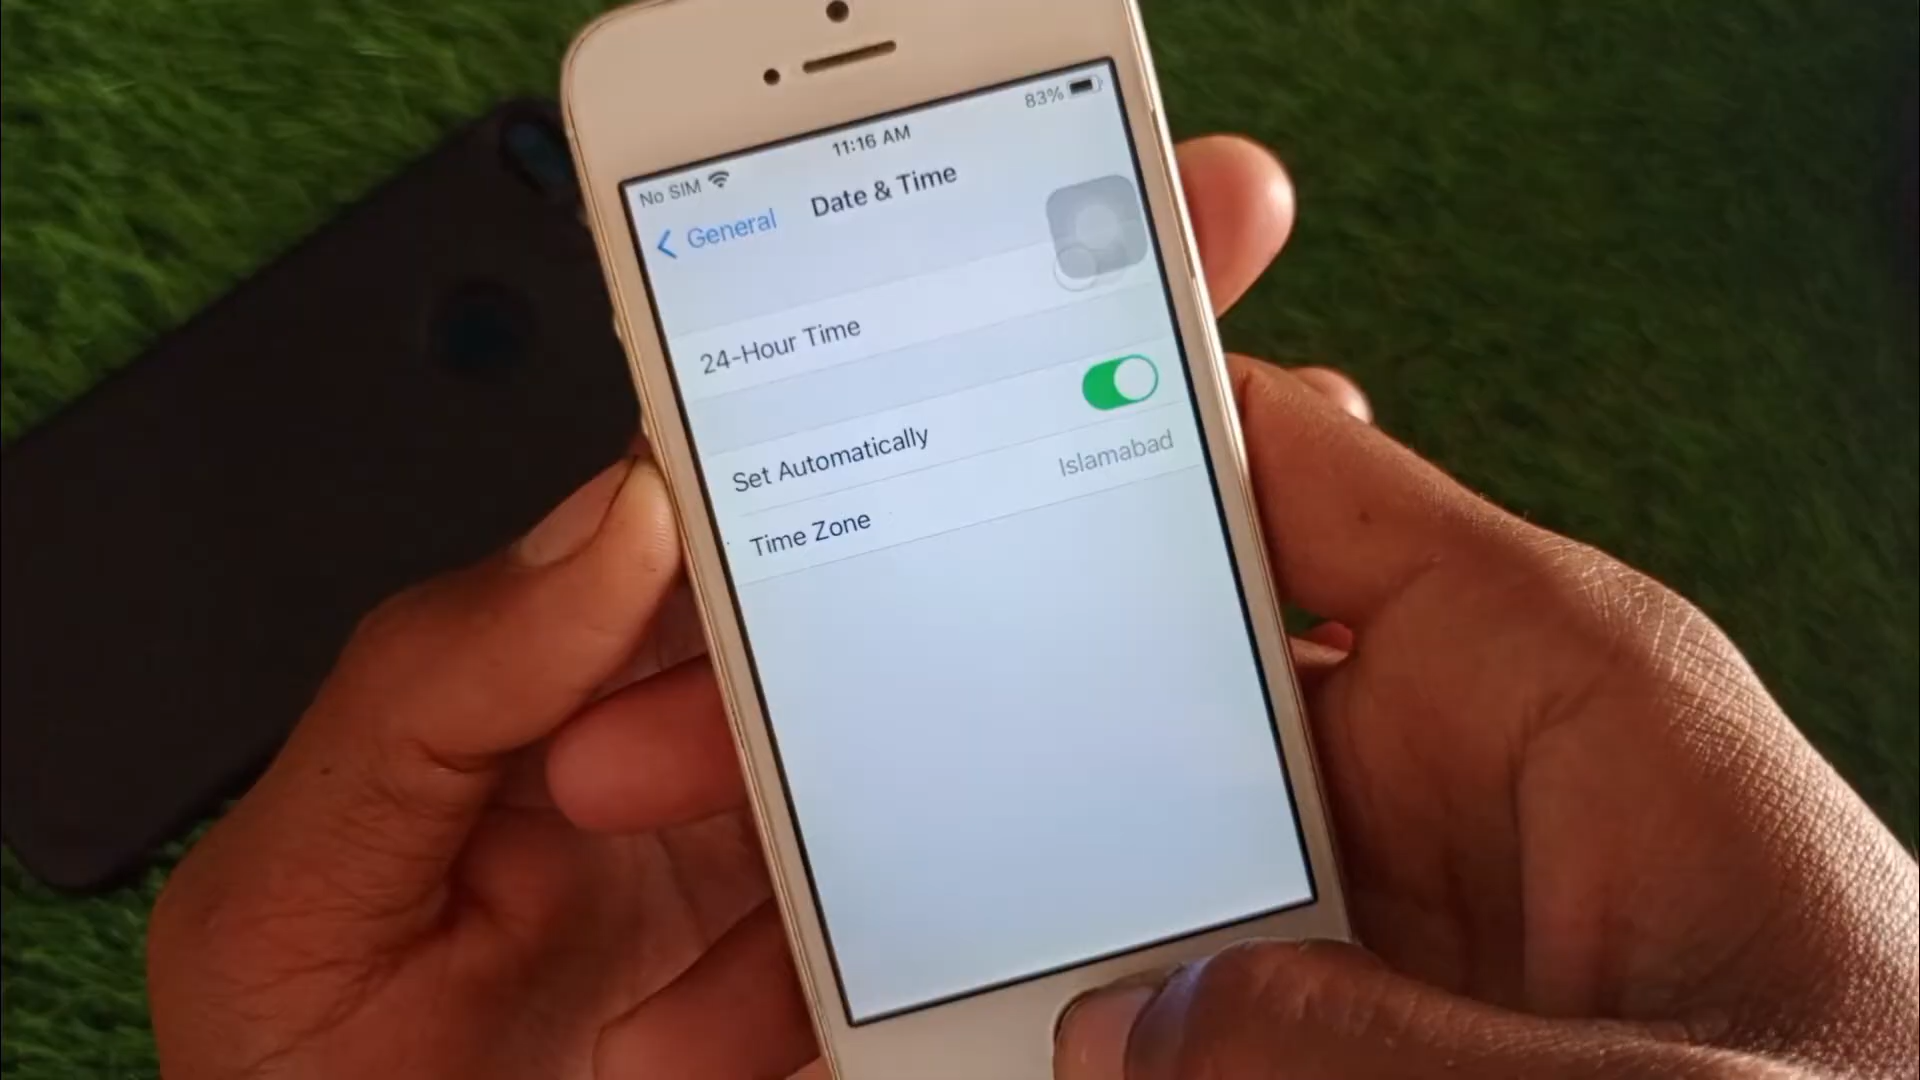 No SIM 11:16 AM 83%
General Date & Time
24-Hour Time
Set Automatically
Time Zone Islamabad